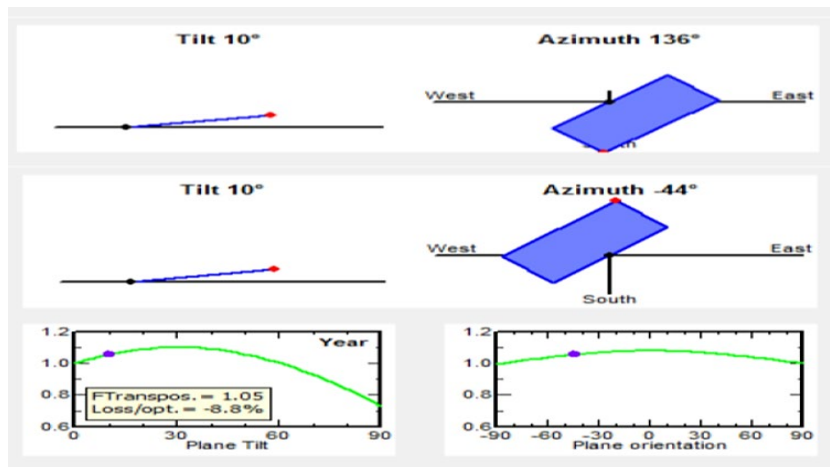 Tilt 10° Azimuth 136°
West East
Tilt 10° Azimuth -44°
West East
South
1.2 Year 1.2
1.0 1.0
0.8 FTranspos. = 1.05 0.8
Loss/opt. = -8.8%
0.6 0.6
0 30 60 90 -90 -60 -30 0 30 60 90
Plane Tilt Plane orientation